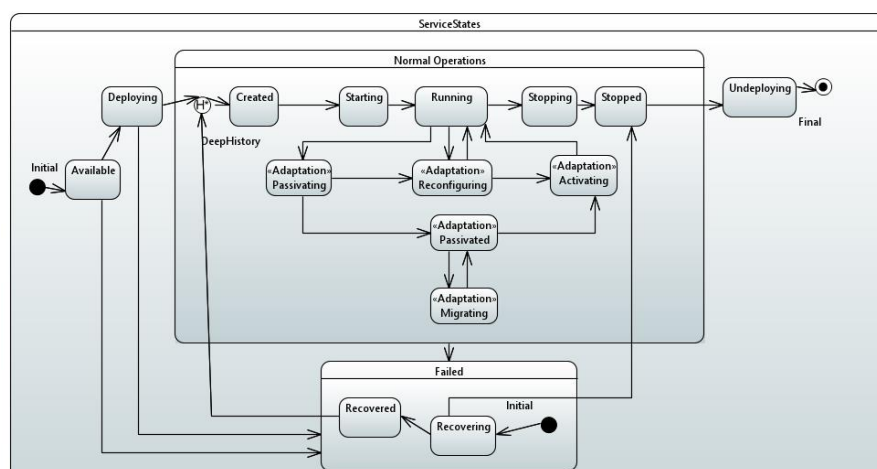 ServiceStates
Normal Operations
Deploying
H*
DeepHistory
Created
Starting
Running
Stopping
Stopped
Undeploying
Final
Initial
Available
«Adaptation»
Passivating
«Adaptation»
Reconfiguring
«Adaptation»
Activating
«Adaptation»
Passivated
«Adaptation»
Migrating
Failed
Recovered
Recovering
Initial